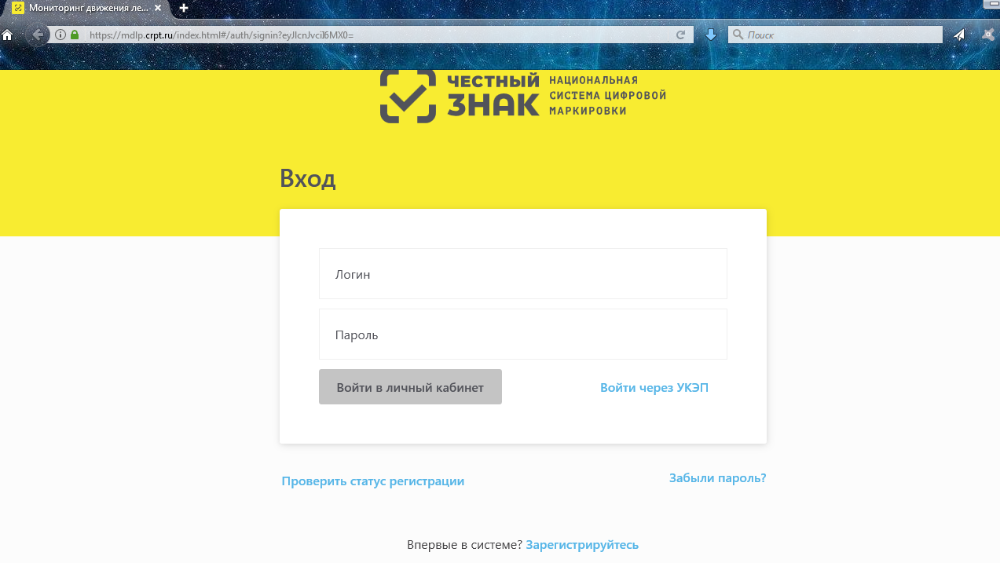 Мониторинг движения ле...
https://mdlp.crpt.ru/index.html#/auth/signin?eyJlcnJvciI6MX0=
Поиск
ЧЕСТНЫЙ
ЗНАК
НАЦИОНАЛЬНАЯ
СИСТЕМА ЦИФРОВОЙ
МАРКИРОВКИ
Вход
Логин
Пароль
Войти в личный кабинет
Войти через УКЭП
Проверить статус регистрации
Забыли пароль?
Впервые в системе? Зарегистрируйтесь